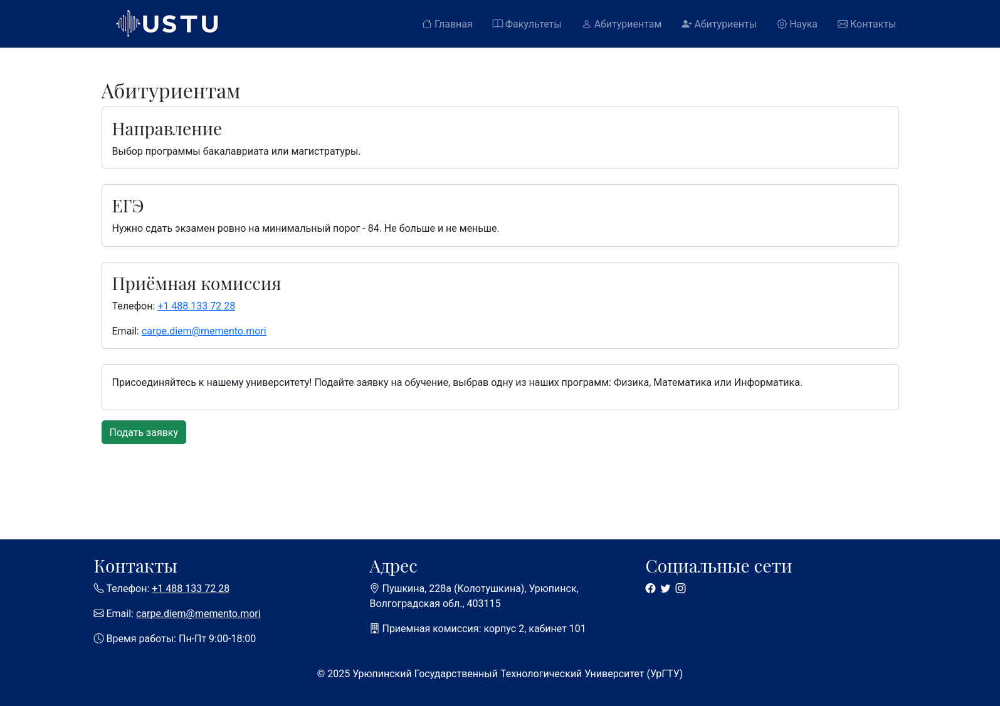 USTU
Главная Факультеты Абитуриентам Абитуриенты Наука Контакты
Абитуриентам
Направление
Выбор программы бакалавриата или магистратуры.
ЕГЭ
Нужно сдать экзамен ровно на минимальный порог - 84. Не больше и не меньше.
Приёмная комиссия
Телефон: +1 488 133 72 28
Email: carpe.diem@memento.mori
Присоединяйтесь к нашему университету! Подайте заявку на обучение, выбрав одну из наших программ: Физика, Математика или Информатика.
Подать заявку
Контакты
Телефон: +1 488 133 72 28
Email: carpe.diem@memento.mori
Время работы: Пн-Пт 9:00-18:00
Адрес
Пушкина, 228а (Колотушкина), Урюпинск,
Волгоградская обл., 403115
Приемная комиссия: корпус 2, кабинет 101
Социальные сети
© 2025 Урюпинский Государственный Технологический Университет (УрГТУ)